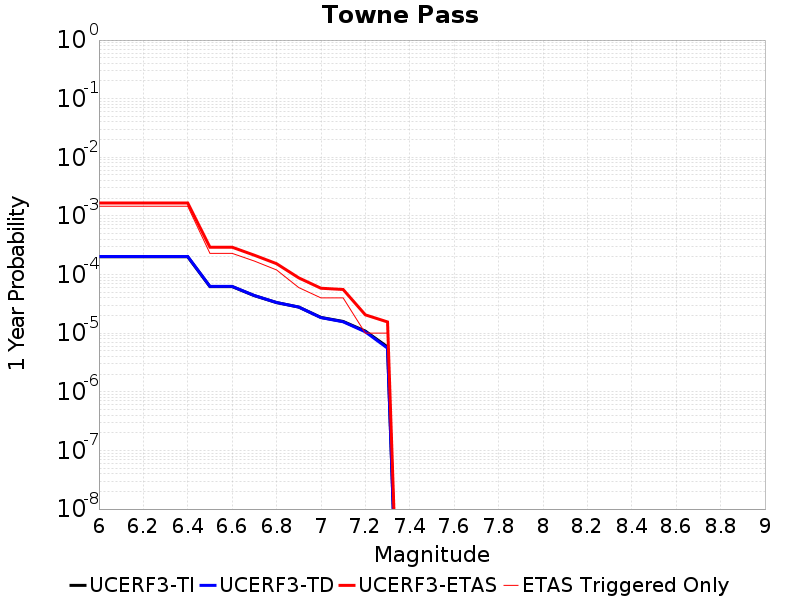 Towne Pass
1 Year Probability
10^0
10^-1
10^-2
10^-3
10^-4
10^-5
10^-6
10^-7
10^-8
6 6.2 6.4 6.6 6.8 7 7.2 7.4 7.6 7.8 8 8.2 8.4 8.6 8.8 9
Magnitude
UCERF3-TI UCERF3-TD UCERF3-ETAS ETAS Triggered Only